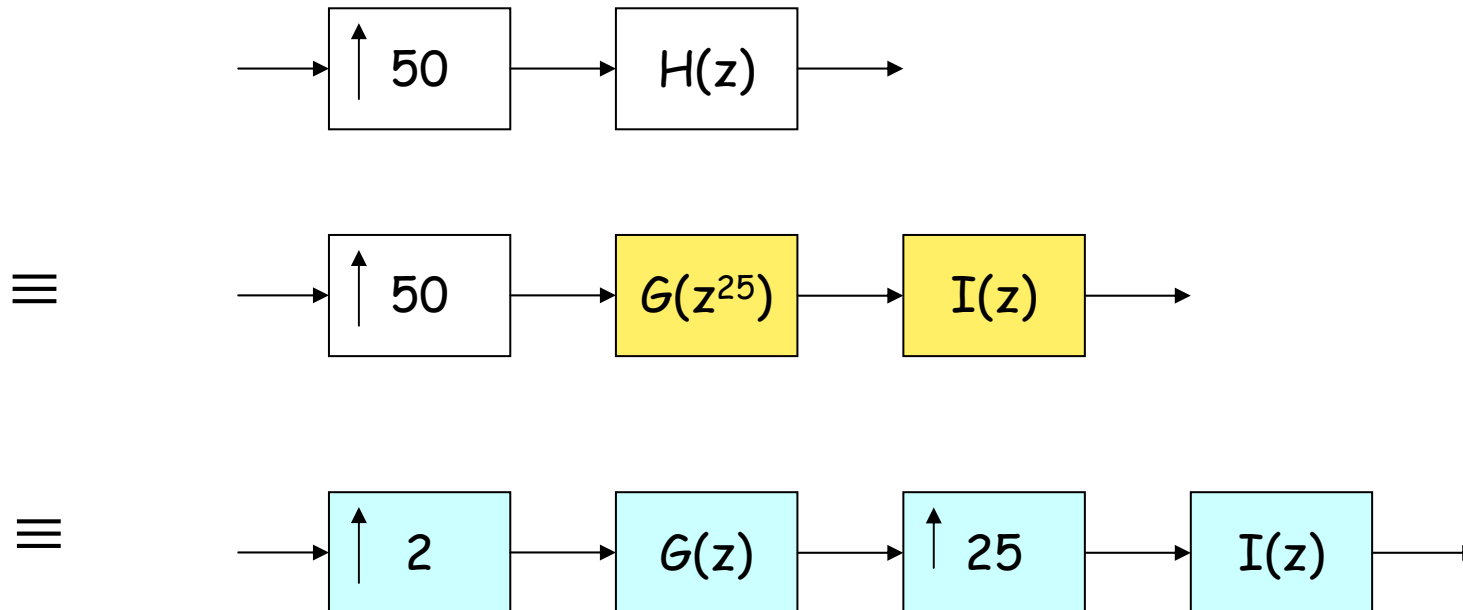 ↑ 50 H(z)
≡ ↑ 50 G(z²⁵) I(z)
≡ ↑ 2 G(z) ↑ 25 I(z)